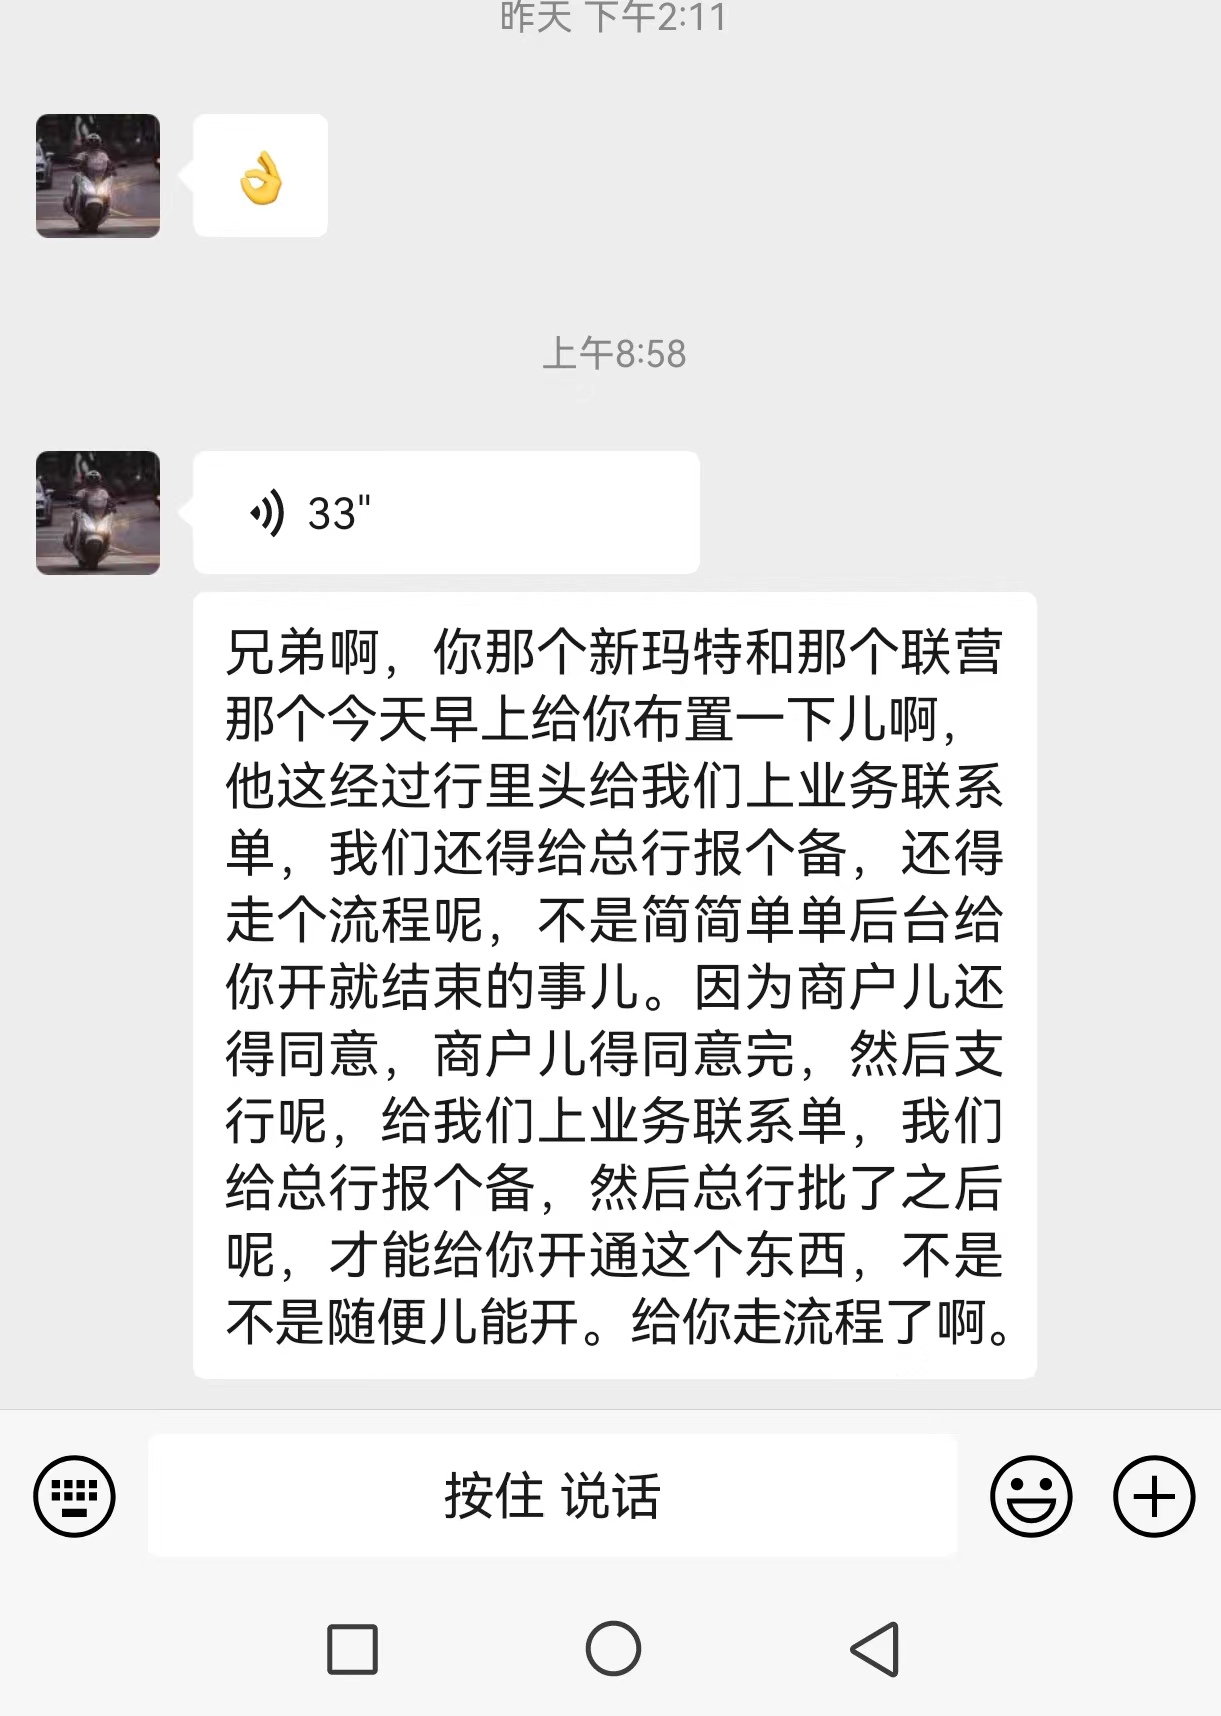 昨天 下午2:11
上午8:58
33"
兄弟啊，你那个新玛特和那个联营
那个今天早上给你布置一下儿啊，
他这经过行里头给我们上业务联系
单，我们还得给总行报个备，还得
走个流程呢，不是简简单单后台给
你开就结束的事儿。因为商户儿还
得同意，商户儿得同意完，然后支
行呢，给我们上业务联系单，我们
给总行报个备，然后总行批了之后
呢，才能给你开通这个东西，不是
不是随便儿能开。给你走流程了啊。
按住 说话